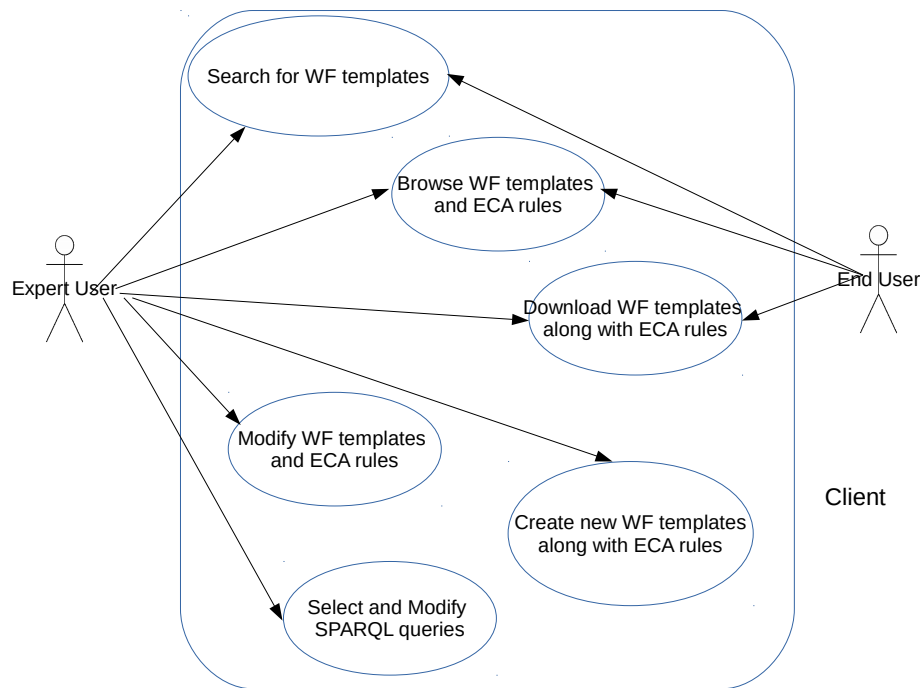 Search for WF templates
Browse WF templates
and ECA rules
Expert User
End User
Download WF templates
along with ECA rules
Modify WF templates
and ECA rules
Client
Create new WF templates
along with ECA rules
Select and Modify
SPARQL queries